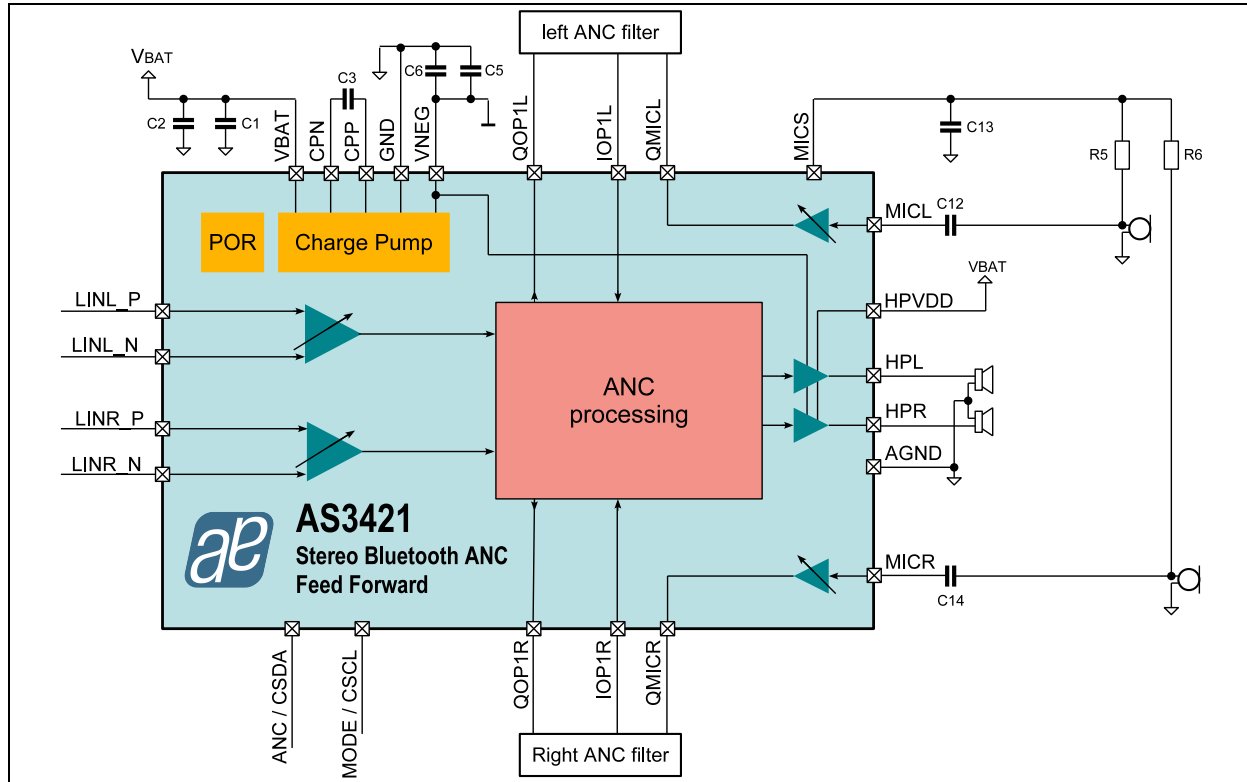 left ANC filter
VBAT
C2
C1
C3
C6
C5
VBAT
CPN
CPP
GND
VNEG
QOP1L
IOP1L
QMICL
MICS
C13
R5
R6
POR
Charge Pump
MICL
C12
VBAT
HPVDD
LINL_P
LINL_N
HPL
ANC
processing
HPR
LINR_P
LINR_N
AGND
ae
AS3421
Stereo Bluetooth ANC
Feed Forward
MICR
C14
ANC / CSDA
MODE / CSCL
QOP1R
IOP1R
QMICR
Right ANC filter